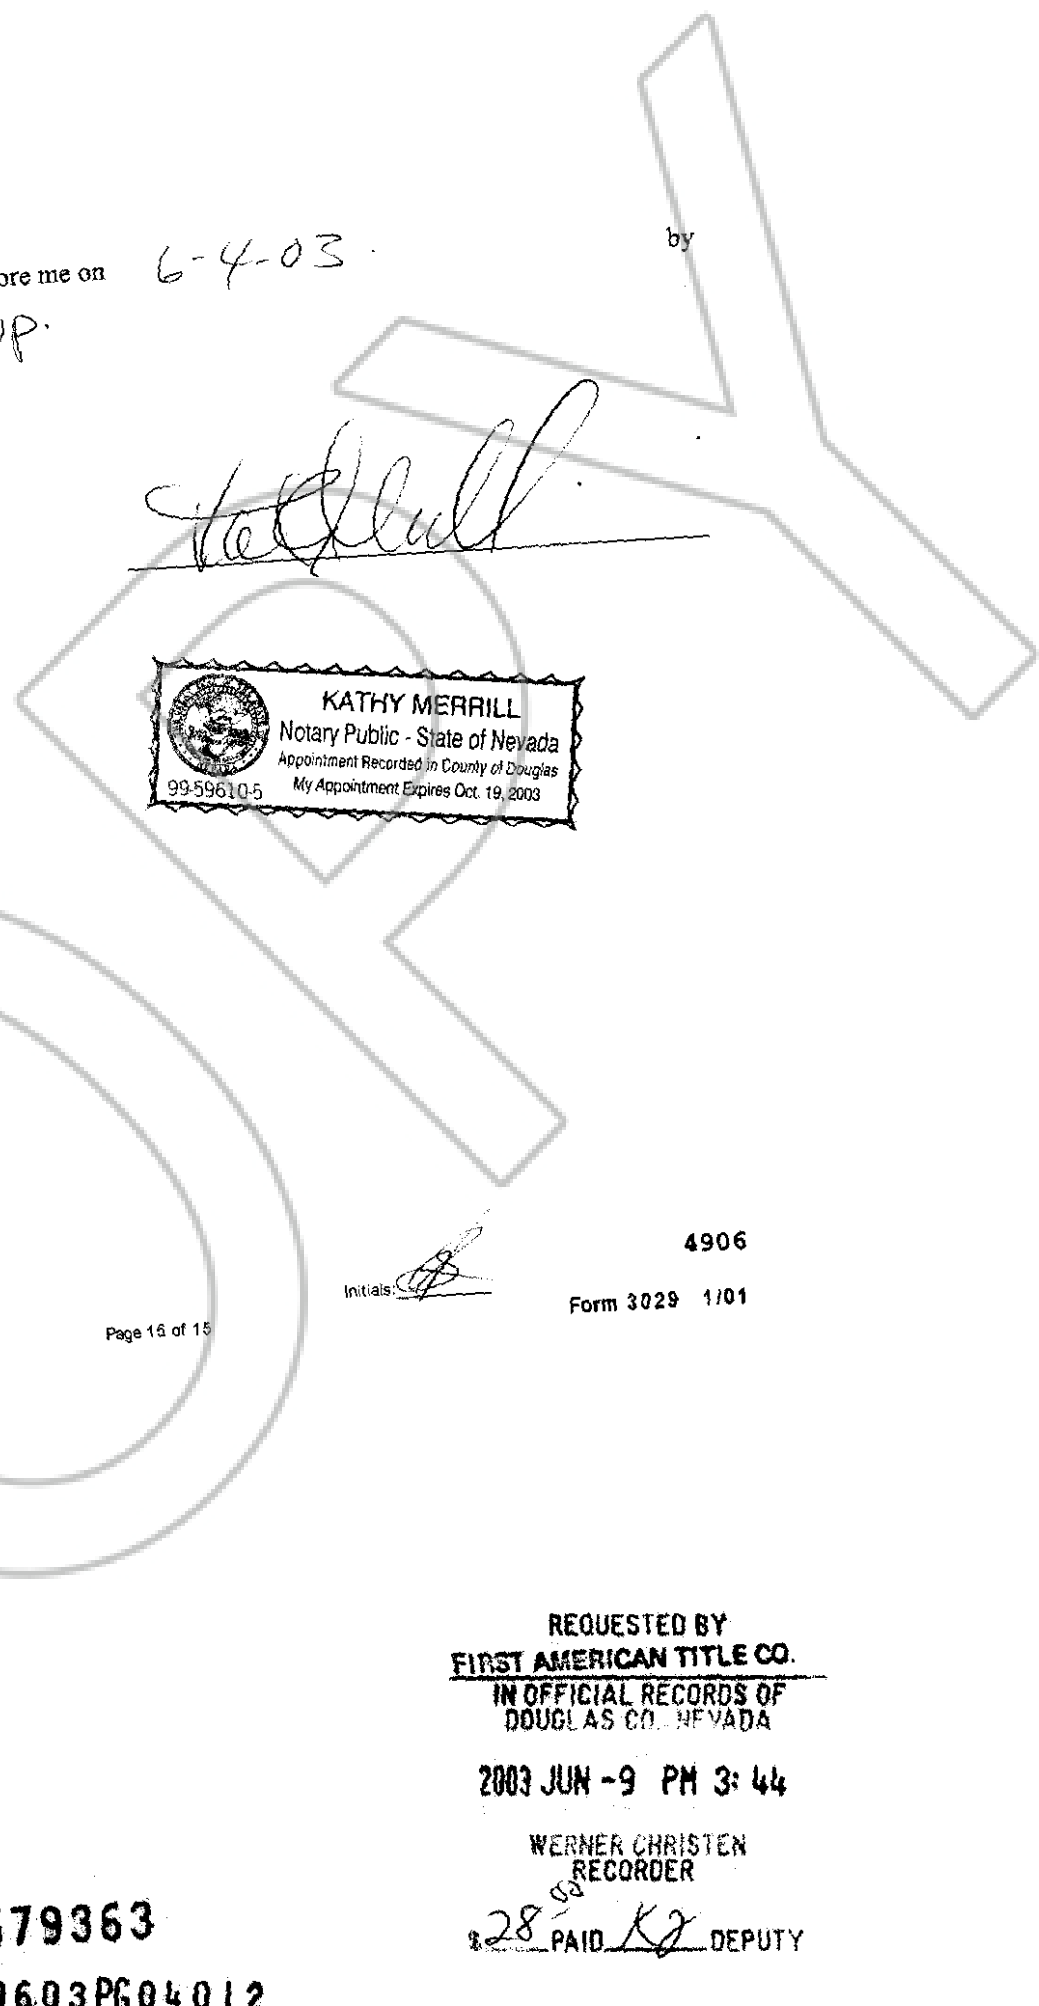 ore me on 6-4-03. by
p.
KATHY MERRILL
Notary Public - State of Nevada
Appointment Recorded in County of Douglas
99-59610-5 My Appointment Expires Oct. 19, 2003
4906
Initials:
Form 3029 1/01
Page 15 of 15
REQUESTED BY
FIRST AMERICAN TITLE CO.
IN OFFICIAL RECORDS OF
DOUGLAS CO. NEVADA
2003 JUN -9 PM 3: 44
WERNER CHRISTEN
RECORDER
$28 00 PAID KJ DEPUTY
79363
0603PG04012
COPY